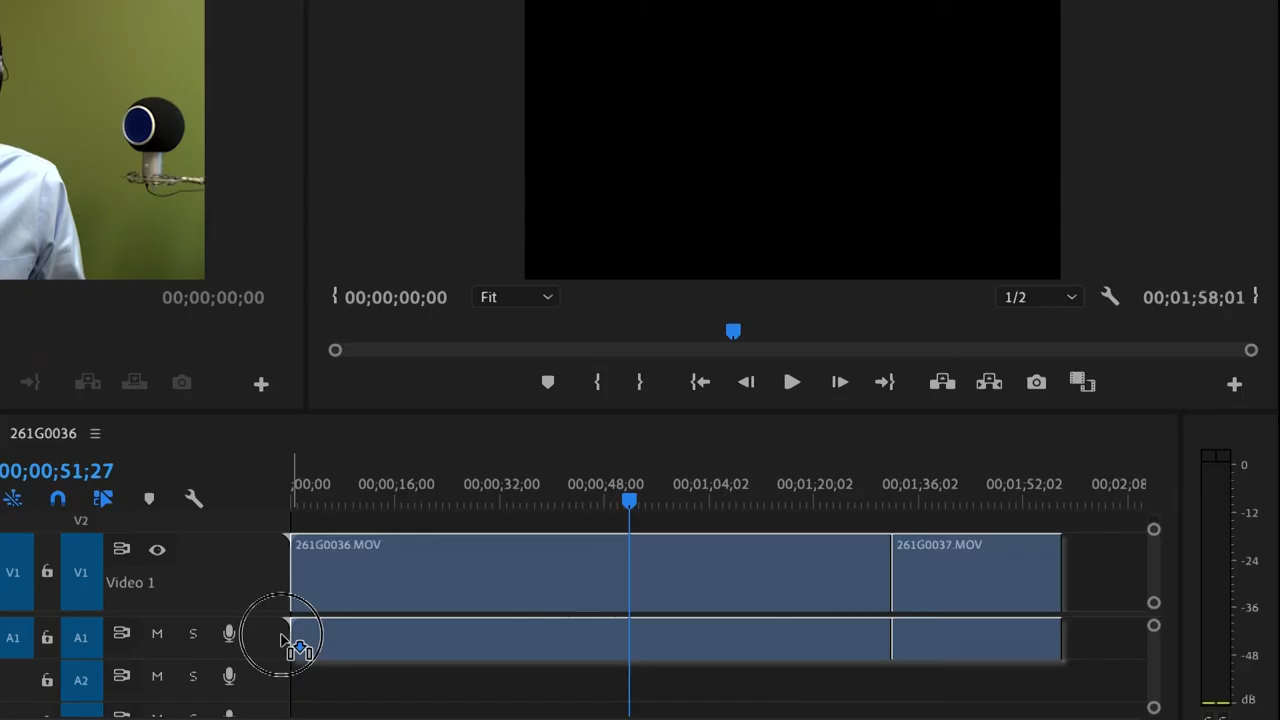 00;00;00;00
00;00;00;00
Fit
1/2
00;01;58;01
261G0036
00;00;51;27
;00;00
00;00;16;00
00;00;32;00
00;00;48;00
00;01;04;02
00;01;20;02
00;01;36;02
00;01;52;02
00;02;08
V2
V1
V1
Video 1
261G0036.MOV
261G0037.MOV
A1
A1
M
S
A2
M
S
0
-12
-24
-36
-48
dB